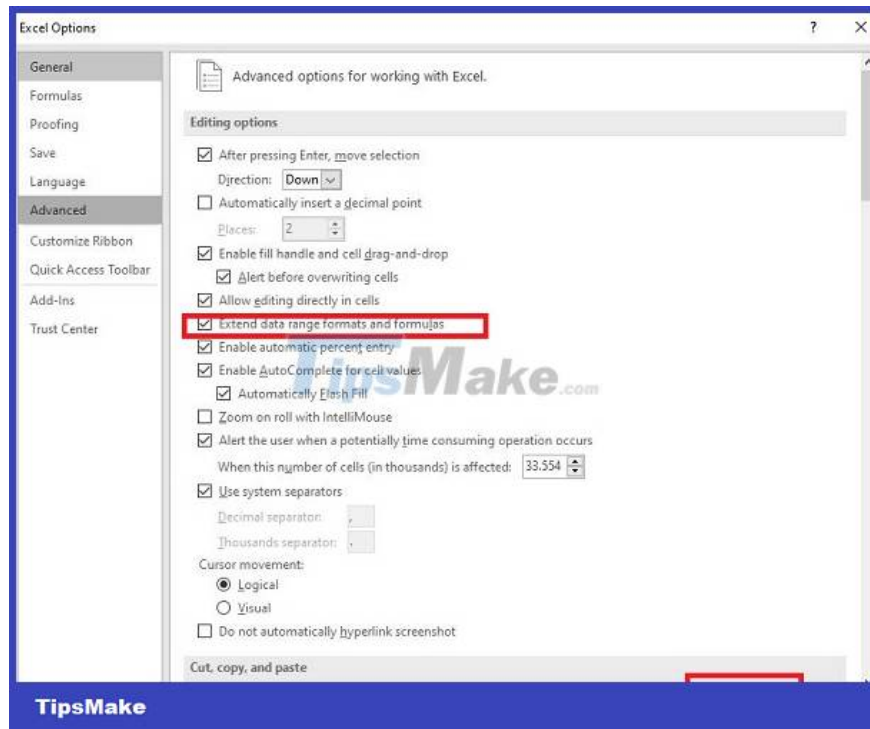 Excel Options
?
General
Formulas
Proofing
Save
Language
Advanced
Customize Ribbon
Quick Access Toolbar
Add-Ins
Trust Center
Advanced options for working with Excel.
Editing options
After pressing Enter, move selection
Direction: Down
Automatically insert a decimal point
Places: 2
Enable fill handle and cell drag-and-drop
Alert before overwriting cells
Allow editing directly in cells
Extend data range formats and formulas
Enable automatic percent entry
Enable AutoComplete for cell values
Automatically Flash Fill
TipsMake.com
Zoom on roll with IntelliMouse
Alert the user when a potentially time consuming operation occurs
When this number of cells (in thousands) is affected: 33.554
Use system separators
Decimal separator: ,
Thousands separator: .
Cursor movement:
Logical
Visual
Do not automatically hyperlink screenshot
Cut, copy, and paste
TipsMake